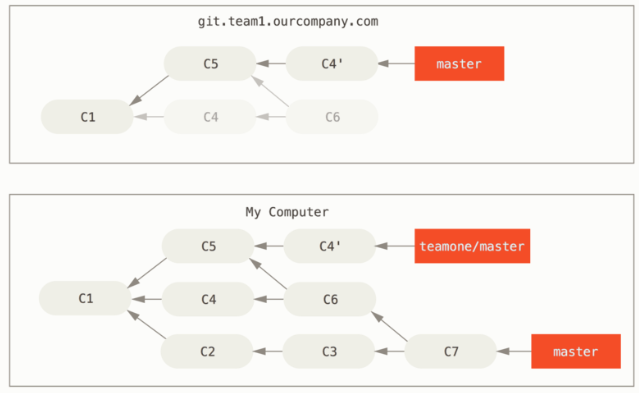 git.team1.ourcompany.com
C5 C4' master
C1 C4 C6
My Computer
C5 C4' teamone/master
C1 C4 C6
C2 C3 C7 master